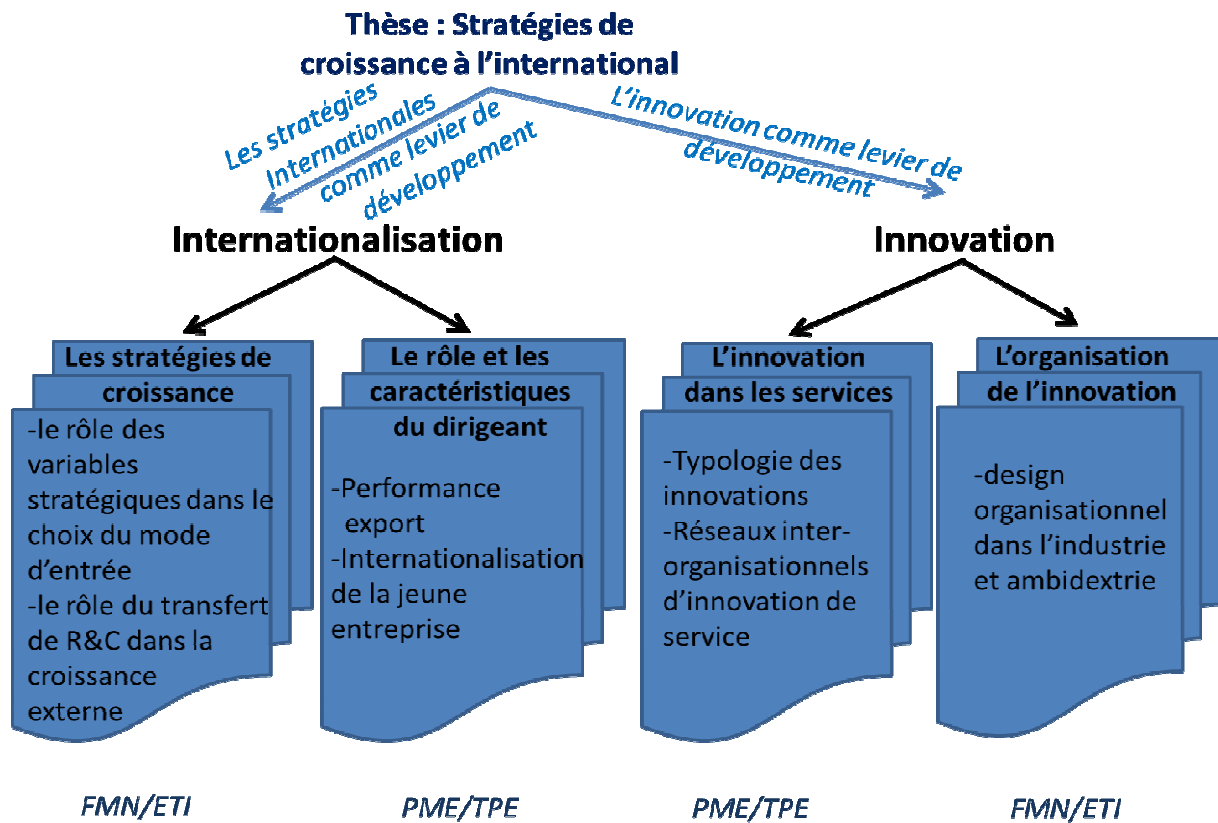 Thèse : Stratégies de
croissance à l'international
Les stratégies
Internationales
comme levier de
développement
L'innovation comme levier de
développement
Internationalisation
Innovation
Les stratégies de
croissance
-le rôle des
variables
stratégiques dans le
choix du mode
d'entrée
-le rôle du transfert
de R&C dans la
croissance
externe
Le rôle et les
caractéristiques
du dirigeant
-Performance
export
-Internationalisation
de la jeune
entreprise
L'innovation
dans les services
-Typologie des
innovations
-Réseaux inter-
organisationnels
d'innovation de
service
L'organisation
de l'innovation
-design
organisationnel
dans l'industrie
et ambidextrie
FMN/ETI
PME/TPE
PME/TPE
FMN/ETI